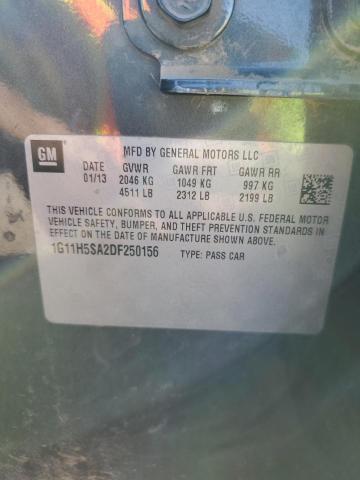 GM
MFD BY GENERAL MOTORS LLC
DATE GVWR GAWR FRT GAWR RR
01/13 2046 KG 1049 KG 997 KG
4511 LB 2312 LB 2199 LB
THIS VEHICLE CONFORMS TO ALL APPLICABLE U.S. FEDERAL MOTOR
VEHICLE SAFETY, BUMPER, AND THEFT PREVENTION STANDARDS
IN EFFECT ON THE DATE OF MANUFACTURE SHOWN ABOVE.
1G11H5SA2DF250156 TYPE: PASS CAR